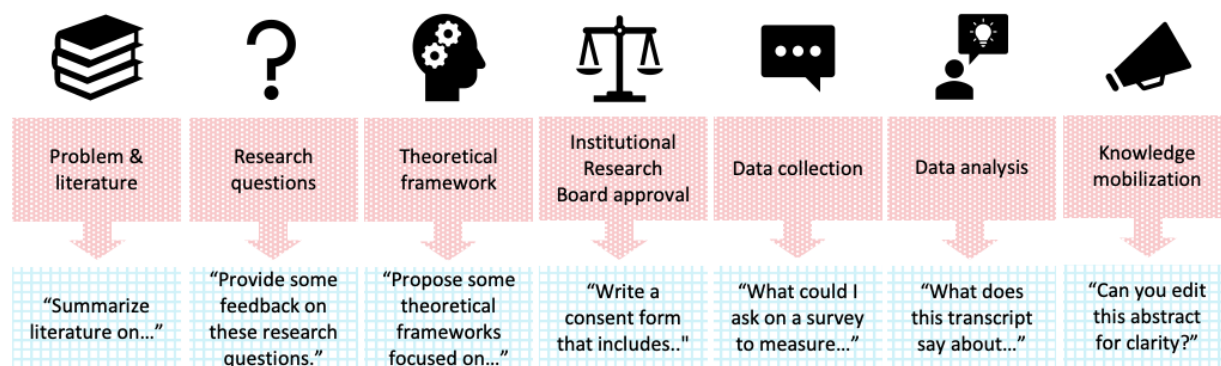 Problem &
literature
Research
questions
Theoretical
framework
Institutional
Research
Board approval
Data collection
Data analysis
Knowledge
mobilization
“Summarize
literature on…”
“Provide some
feedback on
these research
questions.”
“Propose some
theoretical
frameworks
focused on…”
“Write a
consent form
that includes.."
“What could I
ask on a survey
to measure…”
“What does
this transcript
say about…”
“Can you edit
this abstract
for clarity?”